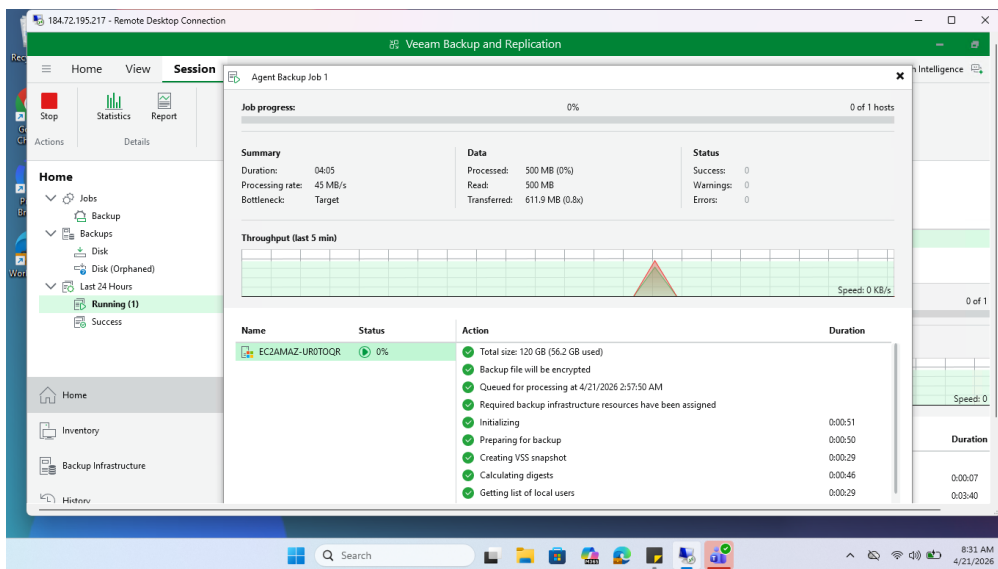 184.72.195.217 - Remote Desktop Connection
Veeam Backup and Replication
Home View Session
Intelligence
Agent Backup Job 1
Stop
Statistics
Report
Actions
Details
Job progress: 0% 0 of 1 hosts
Summary
Duration: 04:05
Processing rate: 45 MB/s
Bottleneck: Target
Data
Processed: 500 MB (0%)
Read: 500 MB
Transferred: 611.9 MB (0.8x)
Status
Success: 0
Warnings: 0
Errors: 0
Throughput (last 5 min)
Speed: 0 KB/s
Home
Jobs
Backup
Backups
Disk
Disk (Orphaned)
Last 24 Hours
Running (1)
Success
Home
Inventory
Backup Infrastructure
History
Name Status
EC2AMAZ-UR0TOQR 0%
Action Duration
Total size: 120 GB (56.2 GB used)
Backup file will be encrypted
Queued for processing at 4/21/2026 2:57:50 AM
Required backup infrastructure resources have been assigned
Initializing 0:00:51
Preparing for backup 0:00:50
Creating VSS snapshot 0:00:29
Calculating digests 0:00:46
Getting list of local users 0:00:29
0 of 1
Speed: 0
Duration
0:00:07
0:03:40
Search
8:31 AM
4/21/2026